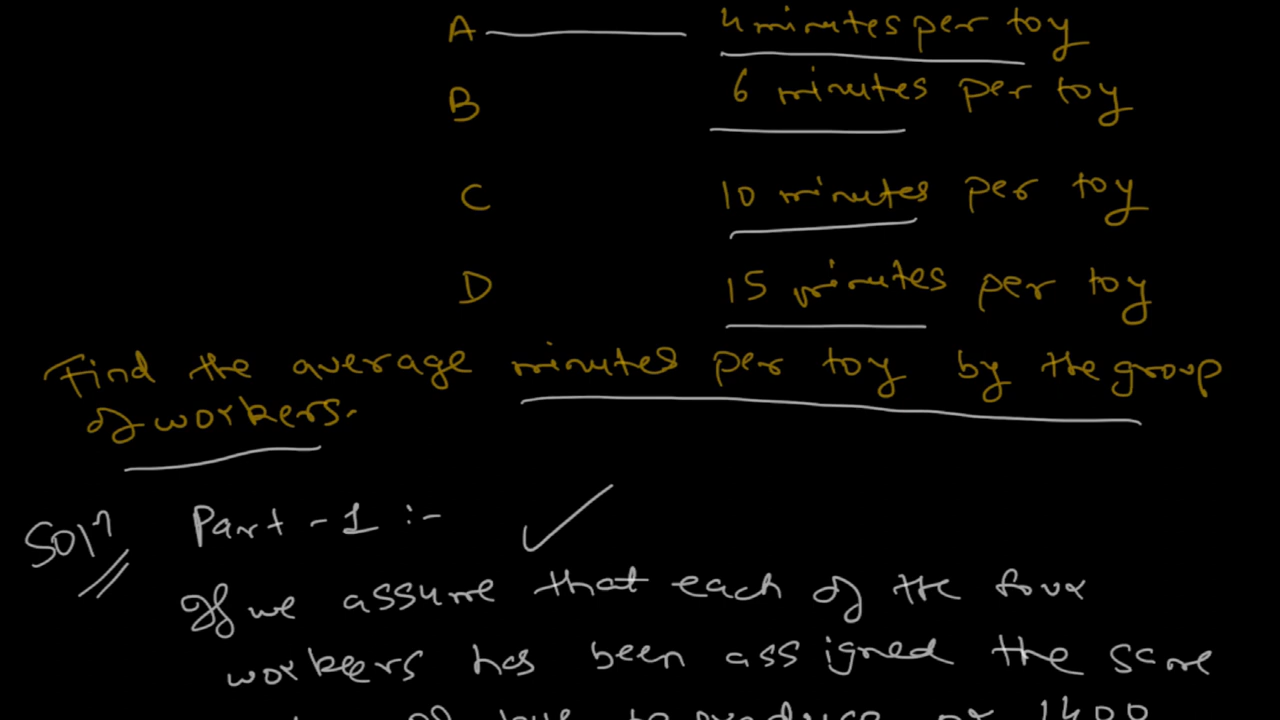 A 4 minutes per toy
B 6 minutes per toy
C 10 minutes per toy
D 15 minutes per toy
Find the average minutes per toy by the group
of workers.
Soln Part - 1 :-
If we assume that each of the four
workers has been assigned the same
1400